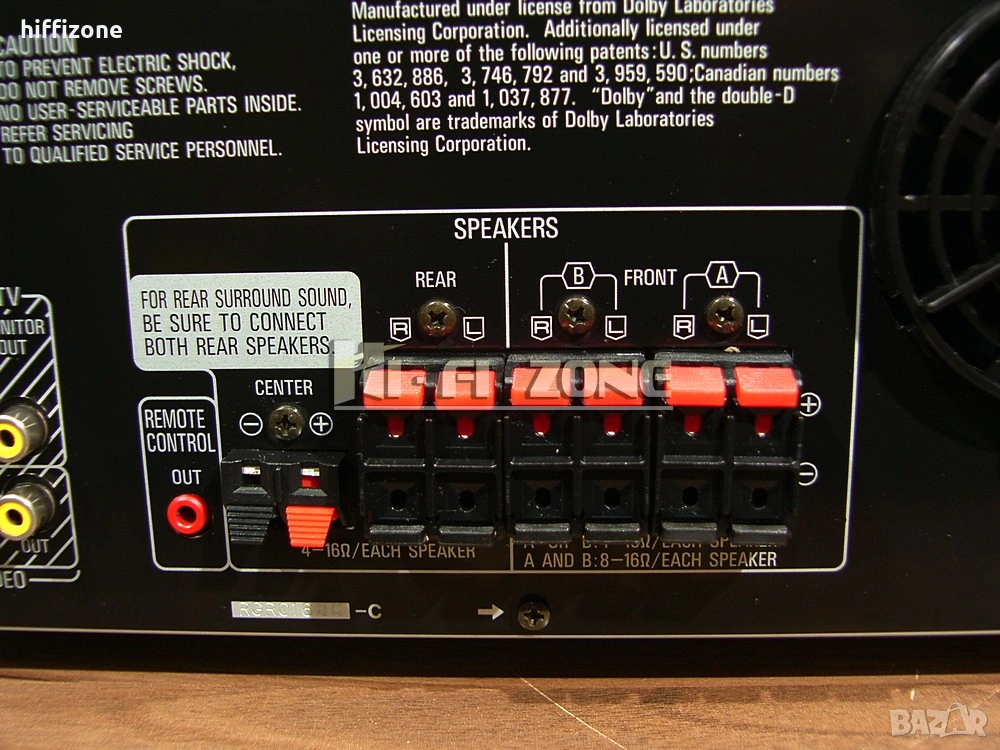 hiffizone
CAUTION
TO PREVENT ELECTRIC SHOCK,
DO NOT REMOVE SCREWS.
NO USER-SERVICEABLE PARTS INSIDE.
REFER SERVICING
TO QUALIFIED SERVICE PERSONNEL.
Manufactured under license from Dolby Laboratories
Licensing Corporation. Additionally licensed under
one or more of the following patents: U.S. numbers
3,632,886, 3,746,792 and 3,959,590; Canadian numbers
1,004,603 and 1,037,877. "Dolby" and the double-D
symbol are trademarks of Dolby Laboratories
Licensing Corporation.
SPEAKERS
FOR REAR SURROUND SOUND,
BE SURE TO CONNECT
BOTH REAR SPEAKERS.
REAR
R L
B FRONT A
R L R L
Hi-Fi ZONE
CENTER
− +
+
−
REMOTE
CONTROL
OUT
TV
OUT
4–16Ω/EACH SPEAKER
A AND B:8–16Ω/EACH SPEAKER
-C
BAZAR